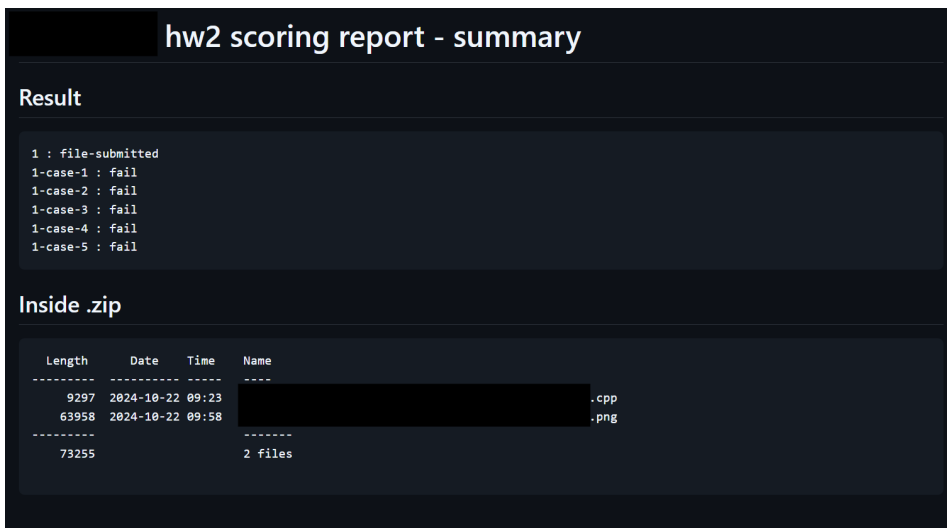 hw2 scoring report - summary
Result
1 : file-submitted
1-case-1 : fail
1-case-2 : fail
1-case-3 : fail
1-case-4 : fail
1-case-5 : fail
Inside .zip
Length Date Time Name
--------- ---------- ----- ----
9297 2024-10-22 09:23 .cpp
63958 2024-10-22 09:58 .png
--------- -------
73255 2 files